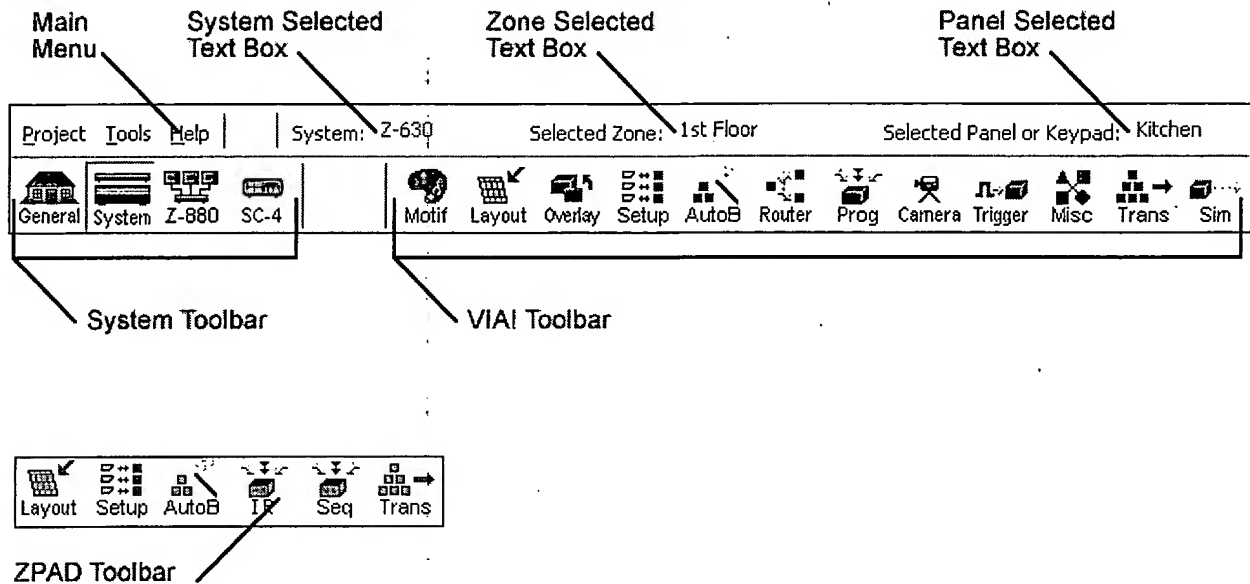 Main
Menu
System Selected
Text Box
Zone Selected
Text Box
Panel Selected
Text Box
Project Tools Help System: Z-630 Selected Zone: 1st Floor Selected Panel or Keypad: Kitchen
General System Z-880 SC-4 Motif Layout Overlay Setup AutoB Router Prog Camera Trigger Misc Trans Sim
System Toolbar
VIA! Toolbar
Layout Setup AutoB IR Seq Trans
ZPAD Toolbar